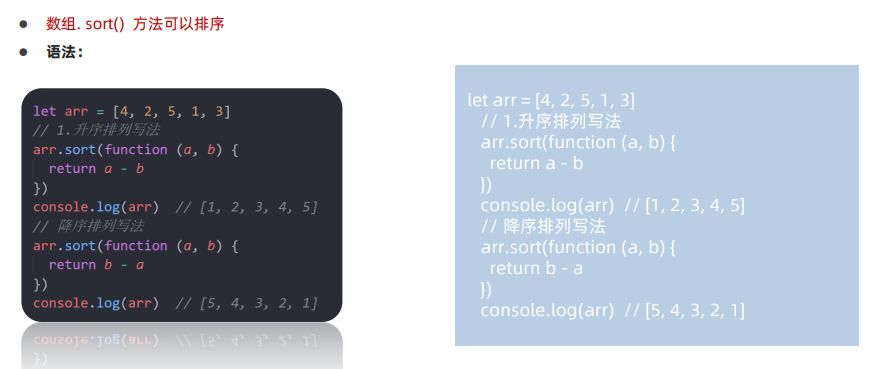 ● 数组. sort() 方法可以排序
● 语法：
let arr = [4, 2, 5, 1, 3]
// 1.升序排列写法
arr.sort(function (a, b) {
  return a - b
})
console.log(arr)  // [1, 2, 3, 4, 5]
// 降序排列写法
arr.sort(function (a, b) {
  return b - a
})
console.log(arr)  // [5, 4, 3, 2, 1]
let arr = [4, 2, 5, 1, 3]
// 1.升序排列写法
arr.sort(function (a, b) {
  return a - b
})
console.log(arr)  // [1, 2, 3, 4, 5]
// 降序排列写法
arr.sort(function (a, b) {
  return b - a
})
console.log(arr)  // [5, 4, 3, 2, 1]